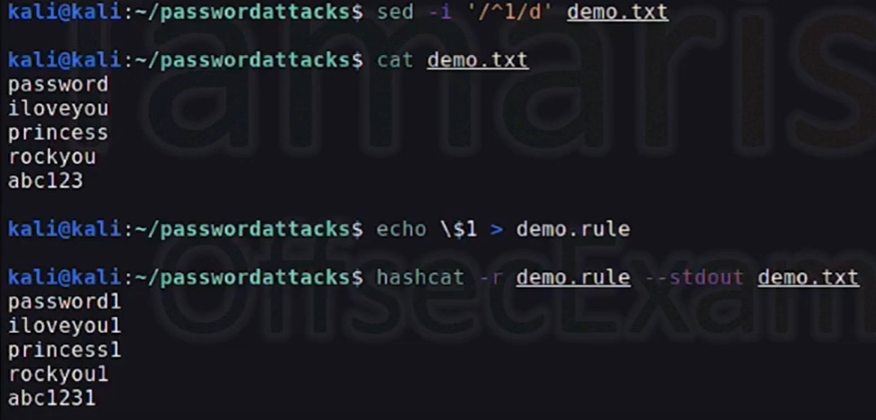 kali@kali:~/passwordattacks$ sed -i '/^1/d' demo.txt
kali@kali:~/passwordattacks$ cat demo.txt
password
iloveyou
princess
rockyou
abc123
kali@kali:~/passwordattacks$ echo \$1 > demo.rule
kali@kali:~/passwordattacks$ hashcat -r demo.rule --stdout demo.txt
password1
iloveyou1
princess1
rockyou1
abc1231